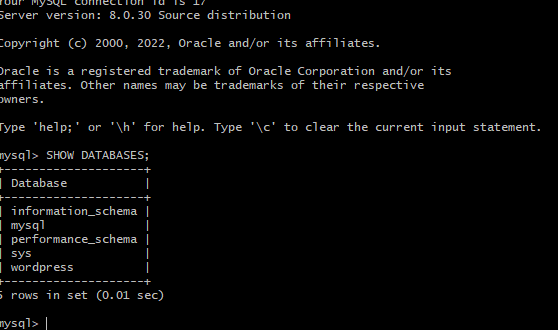 Your MySQL connection id is 17
Server version: 8.0.30 Source distribution
Copyright (c) 2000, 2022, Oracle and/or its affiliates.
Oracle is a registered trademark of Oracle Corporation and/or its
affiliates. Other names may be trademarks of their respective
owners.
Type 'help;' or '\h' for help. Type '\c' to clear the current input statement.
mysql> SHOW DATABASES;
+--------------------+
| Database           |
+--------------------+
| information_schema |
| mysql              |
| performance_schema |
| sys                |
| wordpress          |
+--------------------+
5 rows in set (0.01 sec)
mysql>